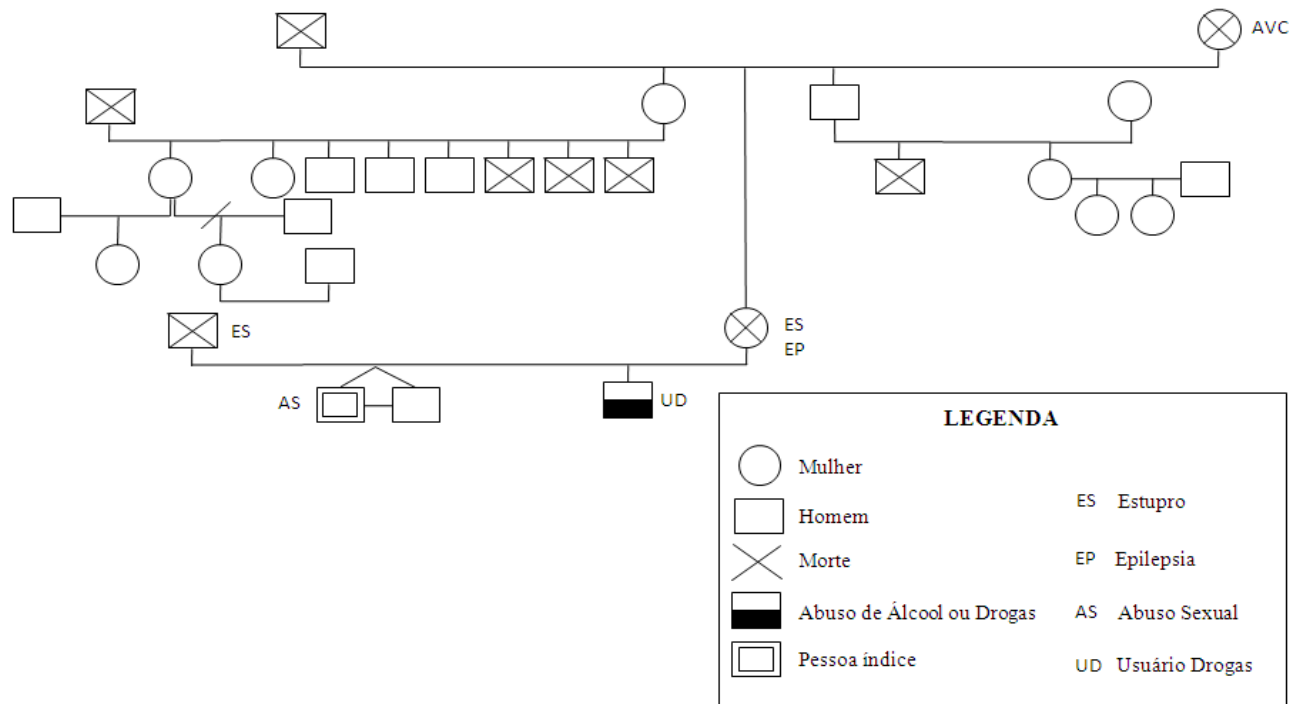 AVC
ES
ES
EP
AS
UD
LEGENDA
Mulher
Homem
Morte
Abuso de Álcool ou Drogas
Pessoa índice
ES Estupro
EP Epilepsia
AS Abuso Sexual
UD Usuário Drogas